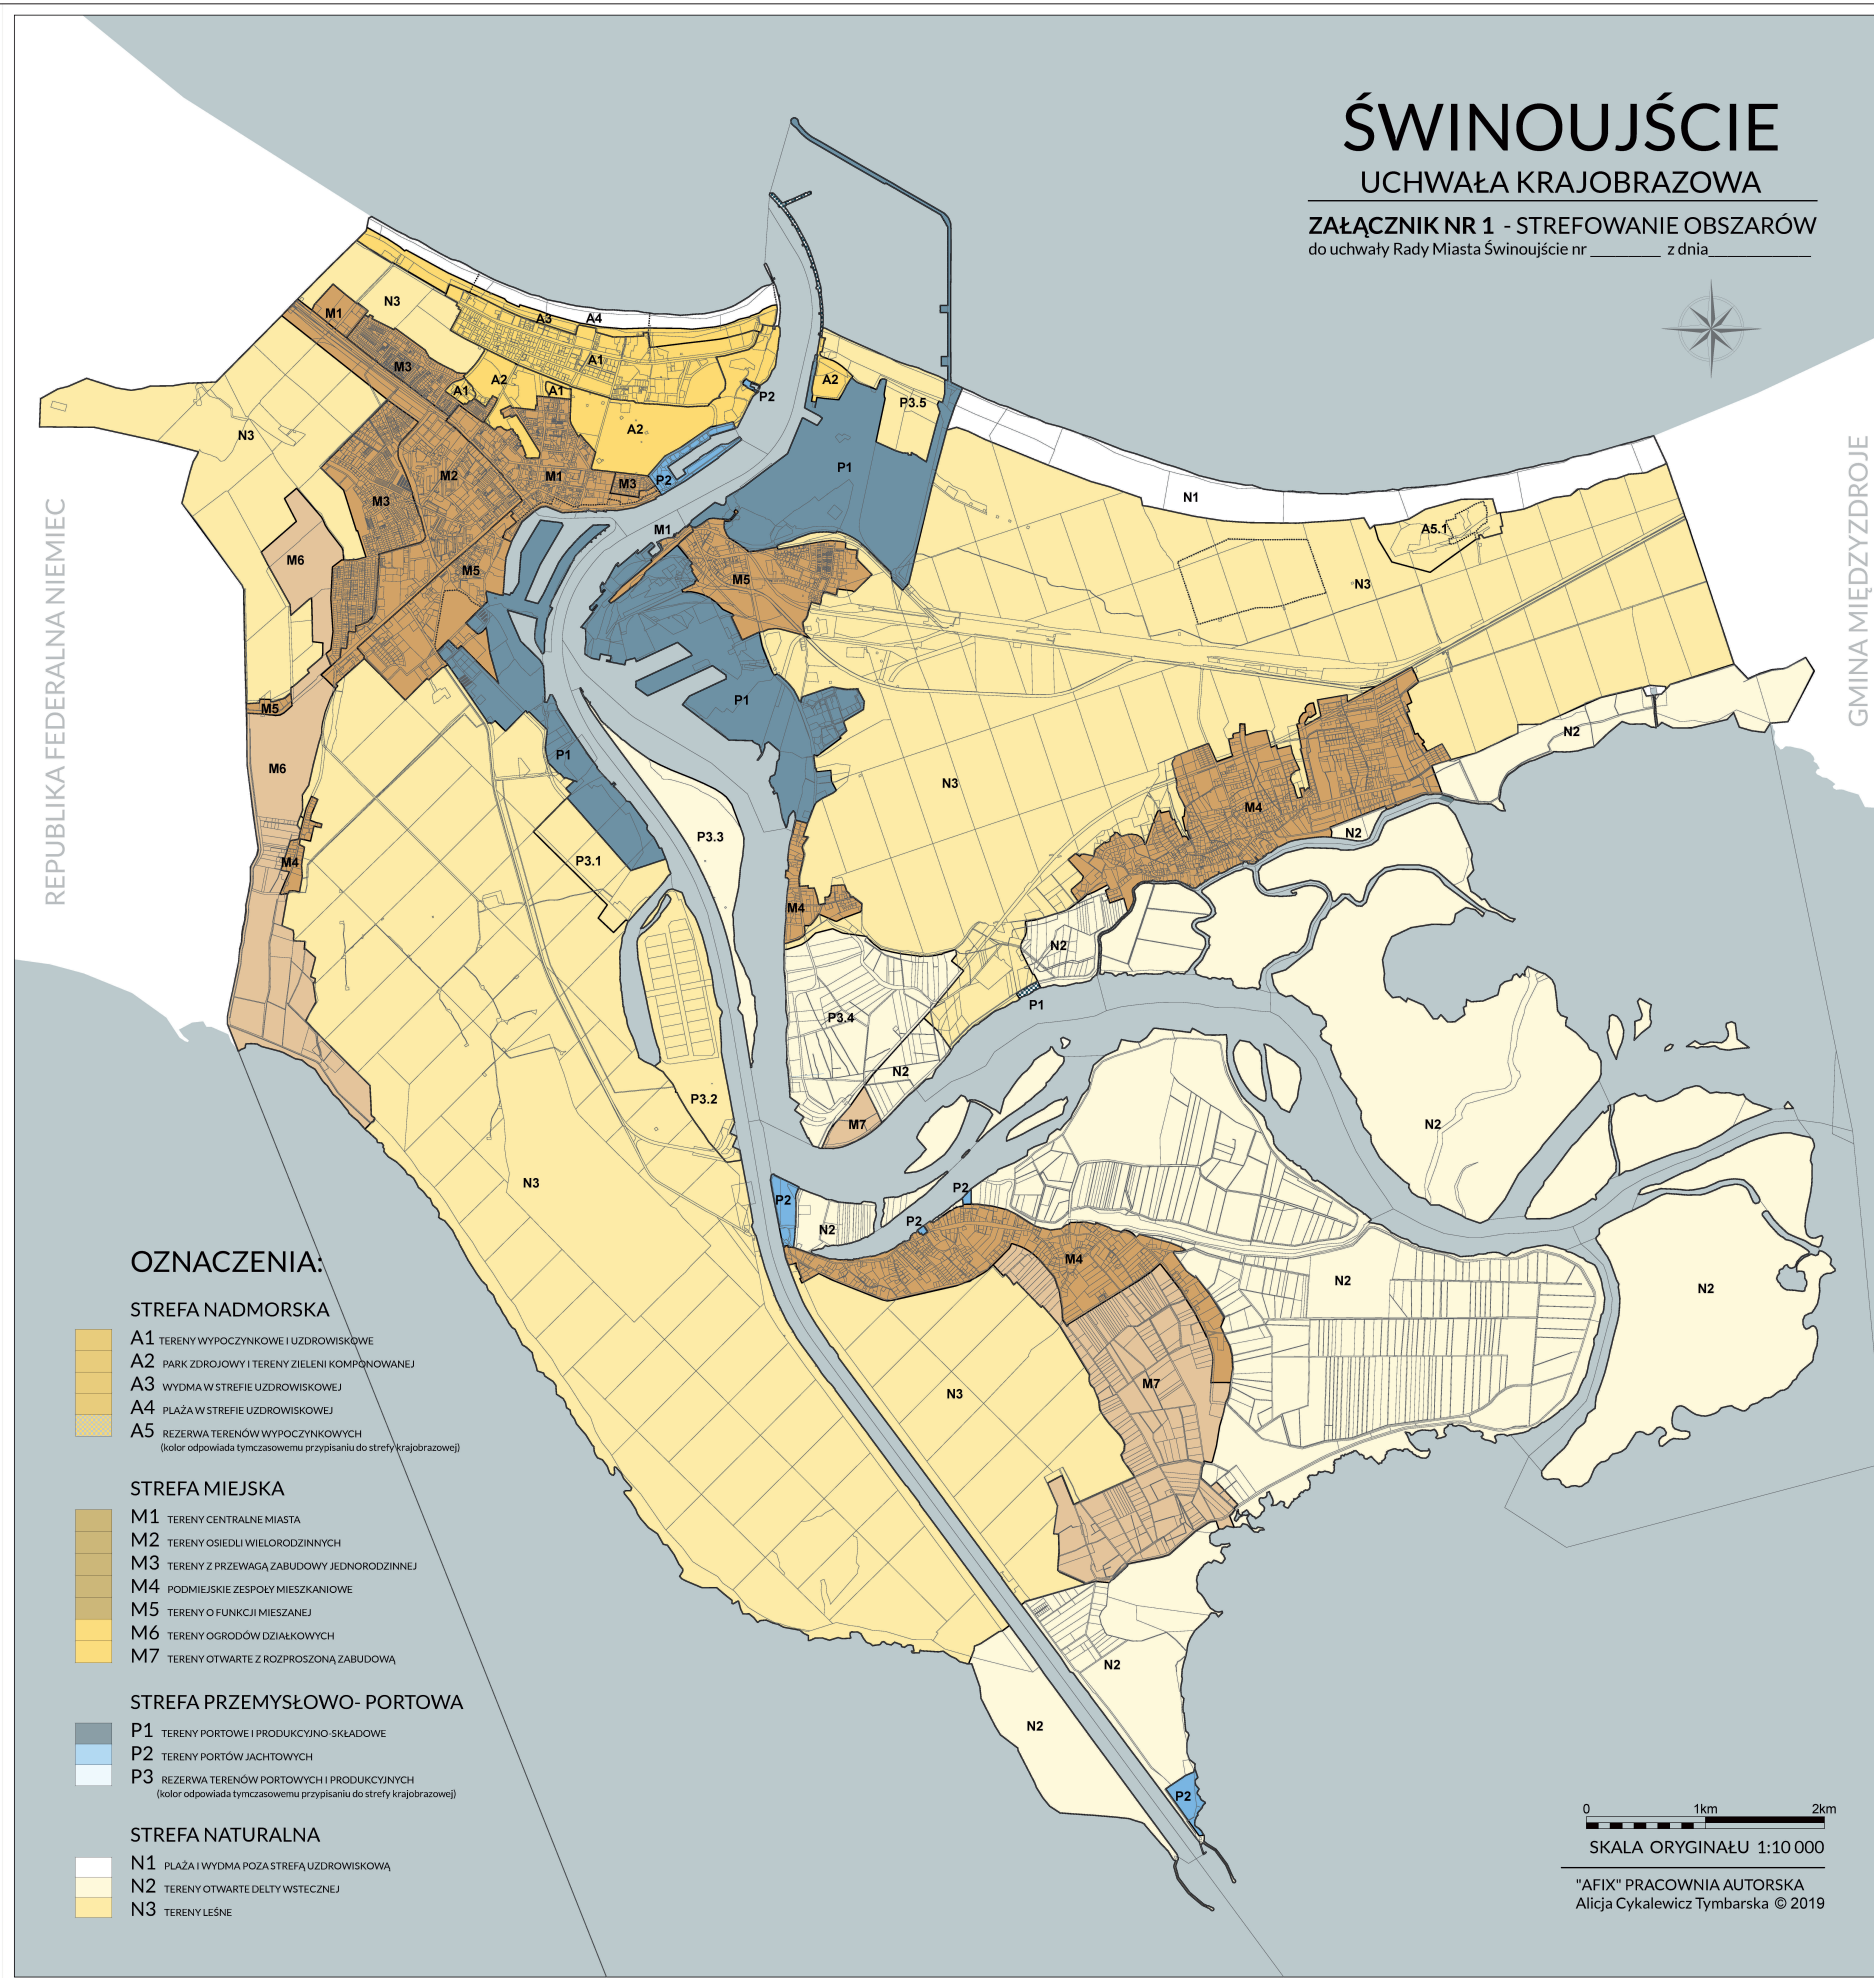 ŚWINOUJŚCIE
UCHWAŁA KRAJOBRAZOWA
ZAŁĄCZNIK NR 1 - STREFOWANIE OBSZARÓW
do uchwały Rady Miasta Świnoujście nr __________ z dnia______________
REPUBLIKA FEDERALNA NIEMIEC
GMINA MIĘDZYZDROJE
N3
M1
A3
A4
A1
M3
A2
A1
A1
A2
P2
A2
P3.5
N3
M2
M1
M3
P2
P1
M3
M1
N1
A5.1
M6
M5
M5
N3
M5
P1
N2
M6
P1
N3
M4
P3.3
N2
M4
P3.1
M4
N2
P3.4
P1
N2
P3.2
M7
N2
N3
P2
P2
N2
P2
M4
N2
N2
M7
N3
N2
N2
P2
OZNACZENIA:
STREFA NADMORSKA
A1 TERENY WYPOCZYNKOWE I UZDROWISKOWE
A2 PARK ZDROJOWY I TERENY ZIELENI KOMPONOWANEJ
A3 WYDMA W STREFIE UZDROWISKOWEJ
A4 PLAŻA W STREFIE UZDROWISKOWEJ
A5 REZERWA TERENÓW WYPOCZYNKOWYCH
(kolor odpowiada tymczasowemu przypisaniu do strefy krajobrazowej)
STREFA MIEJSKA
M1 TERENY CENTRALNE MIASTA
M2 TERENY OSIEDLI WIELORODZINNYCH
M3 TERENY Z PRZEWAGĄ ZABUDOWY JEDNORODZINNEJ
M4 PODMIEJSKIE ZESPOŁY MIESZKANIOWE
M5 TERENY O FUNKCJI MIESZANEJ
M6 TERENY OGRODÓW DZIAŁKOWYCH
M7 TERENY OTWARTE Z ROZPROSZONĄ ZABUDOWĄ
STREFA PRZEMYSŁOWO- PORTOWA
P1 TERENY PORTOWE I PRODUKCYJNO-SKŁADOWE
P2 TERENY PORTÓW JACHTOWYCH
P3 REZERWA TERENÓW PORTOWYCH I PRODUKCYJNYCH
(kolor odpowiada tymczasowemu przypisaniu do strefy krajobrazowej)
STREFA NATURALNA
N1 PLAŻA I WYDMA POZA STREFĄ UZDROWISKOWĄ
N2 TERENY OTWARTE DELTY WSTECZNEJ
N3 TERENY LEŚNE
0 1km 2km
SKALA ORYGINAŁU 1:10 000
"AFIX" PRACOWNIA AUTORSKA
Alicja Cykalewicz Tymbarska © 2019